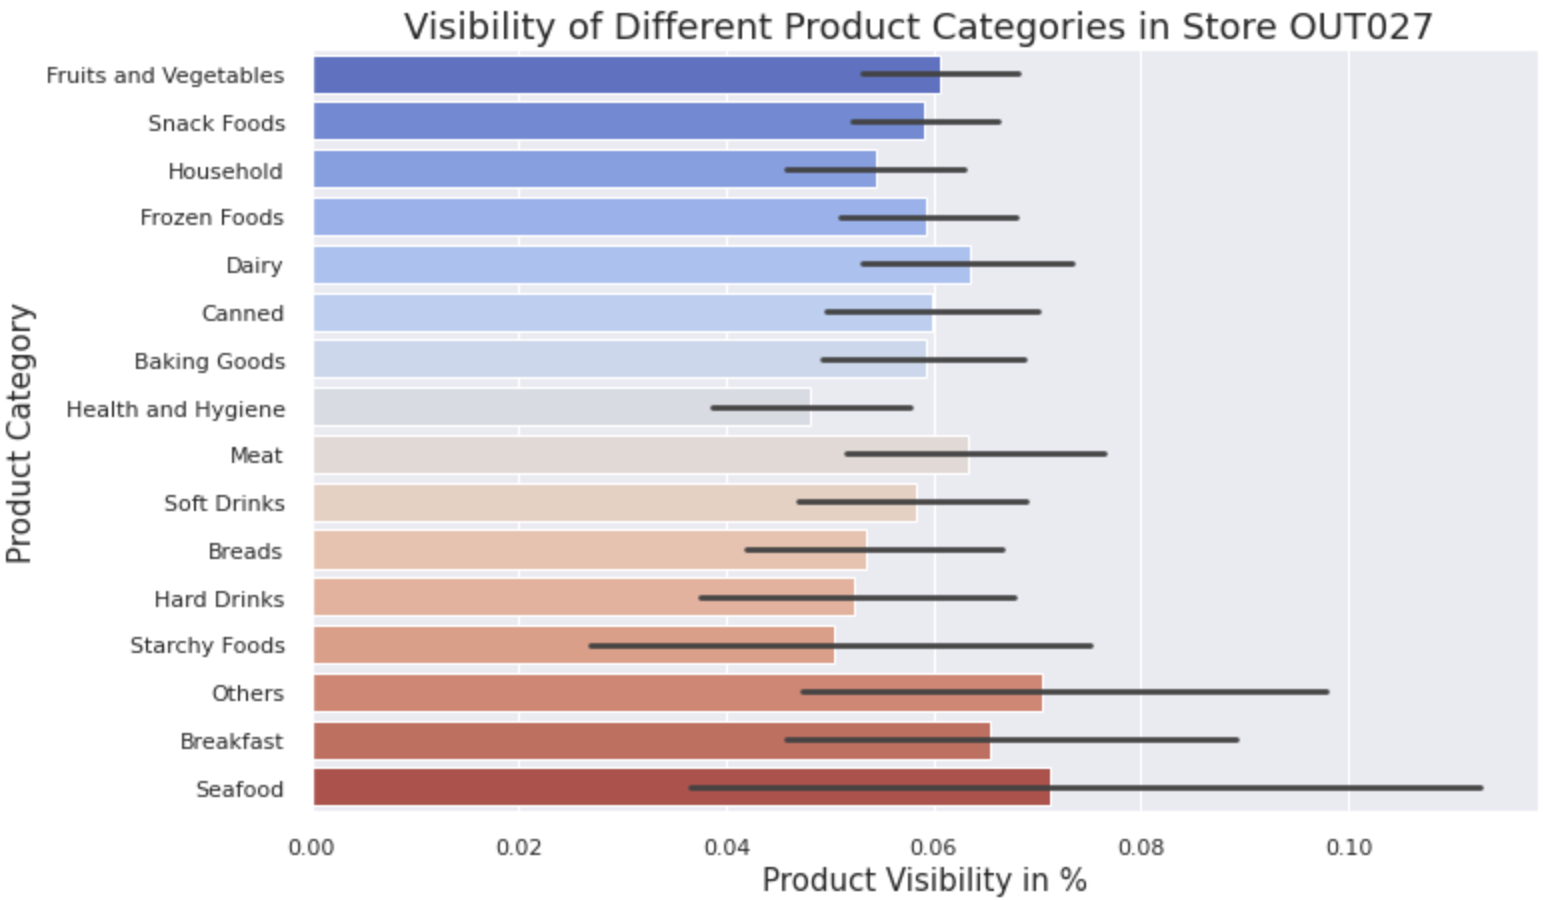 Visibility of Different Product Categories in Store OUT027
Fruits and Vegetables
Snack Foods
Household
Frozen Foods
Dairy
Canned
Baking Goods
Health and Hygiene
Meat
Soft Drinks
Breads
Hard Drinks
Starchy Foods
Others
Breakfast
Seafood
Product Category
0.00 0.02 0.04 0.06 0.08 0.10
Product Visibility in %